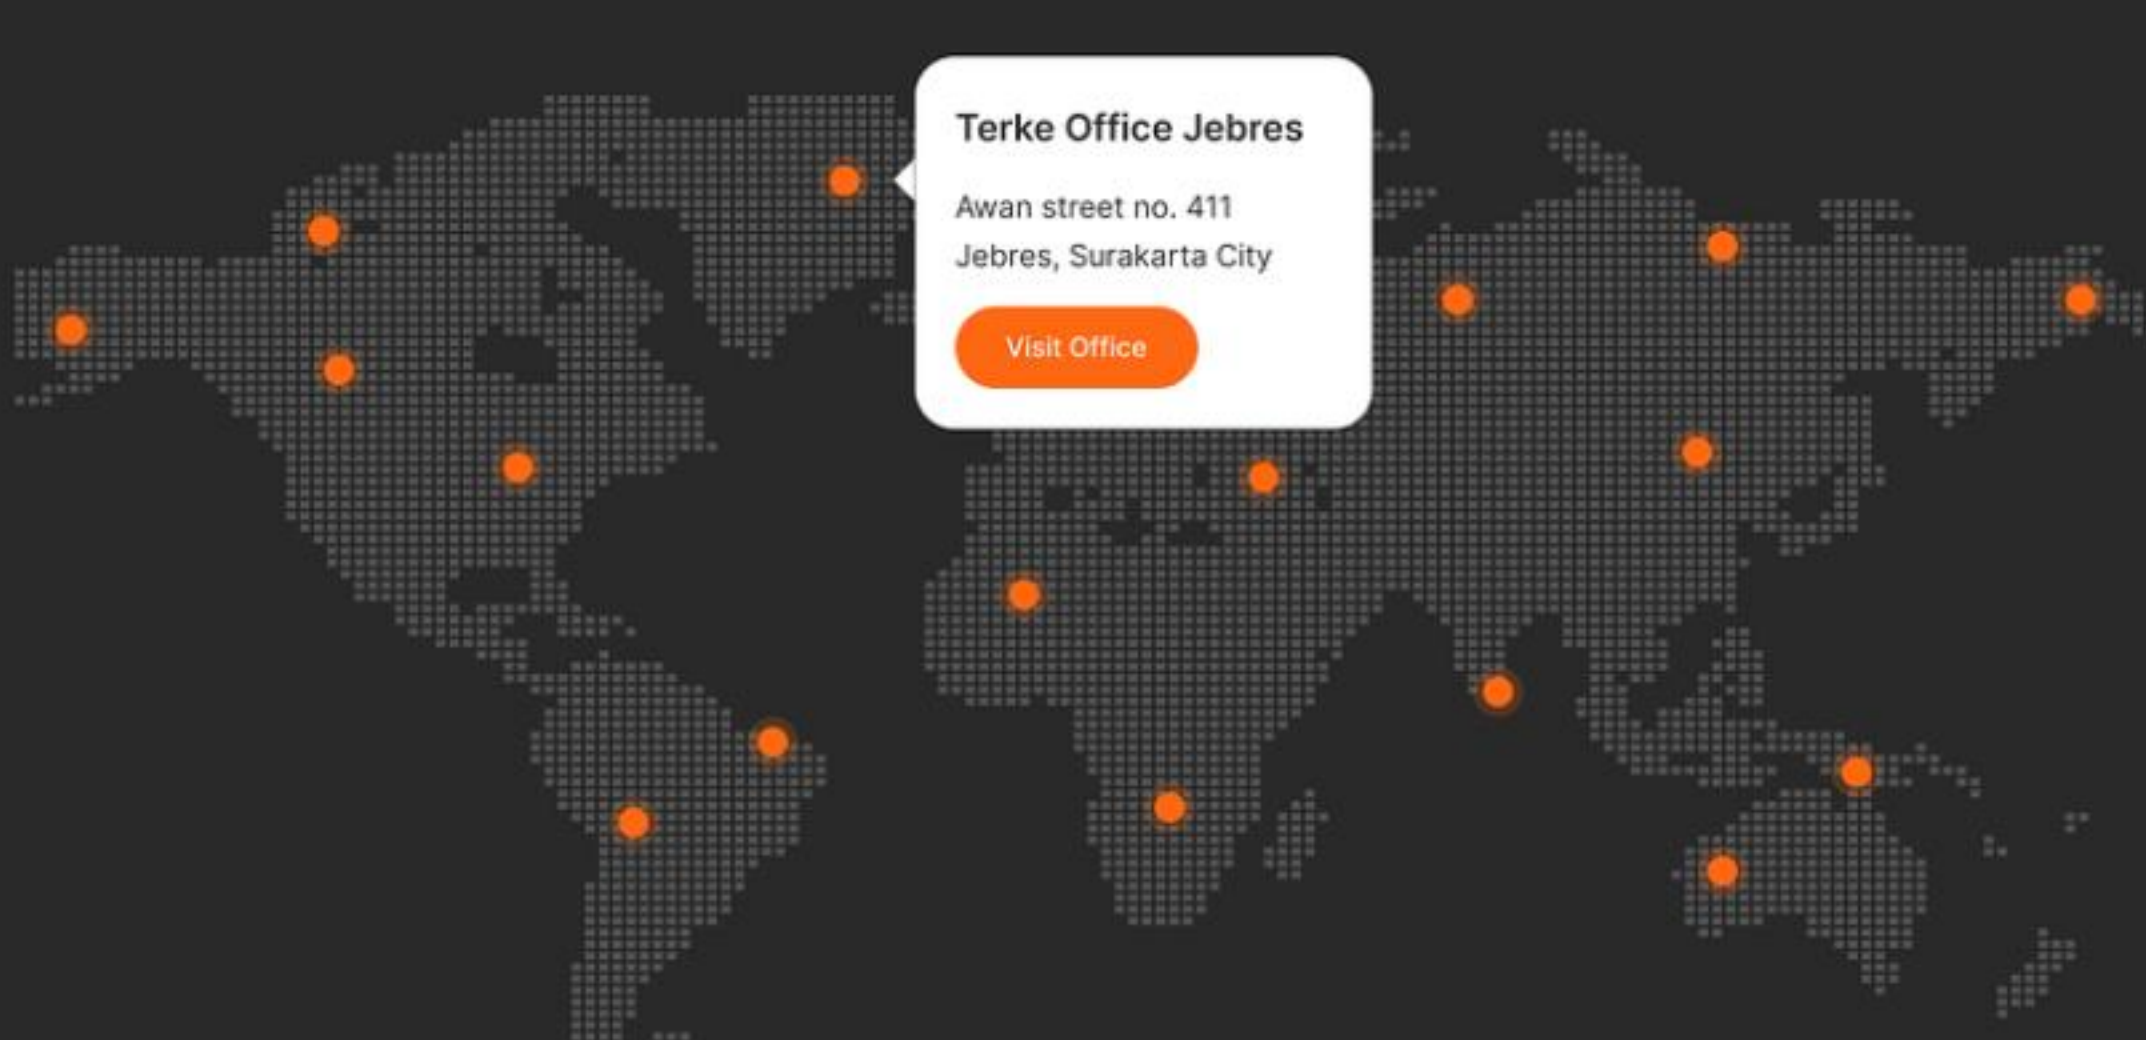 Terke Office Jebres
Awan street no. 411
Jebres, Surakarta City
Visit Office